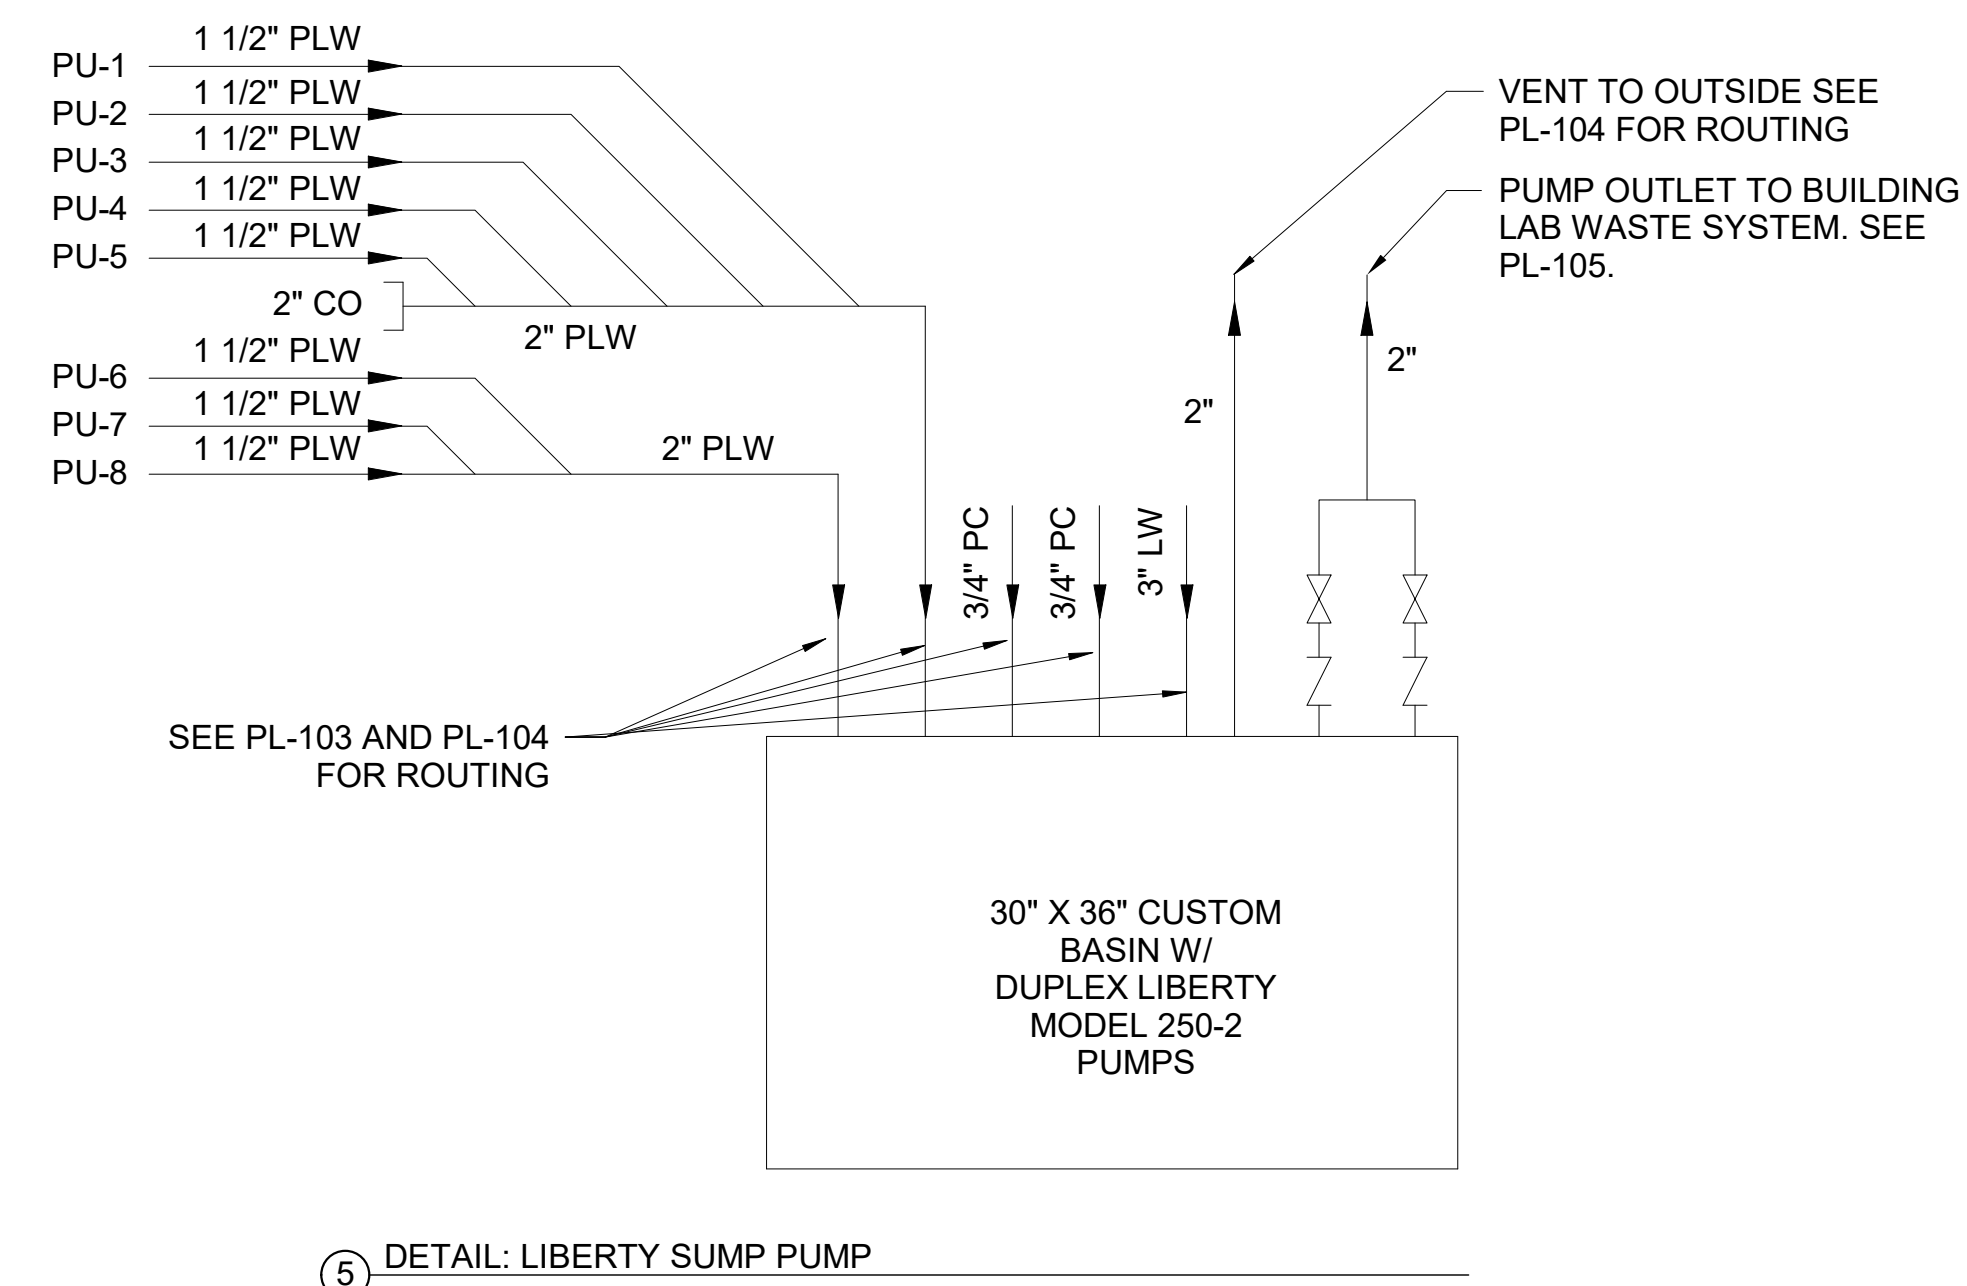 1 1/2" PLW
PU-1
1 1/2" PLW
PU-2
1 1/2" PLW
PU-3
1 1/2" PLW
PU-4
1 1/2" PLW
PU-5
2" CO
2" PLW
1 1/2" PLW
PU-6
1 1/2" PLW
PU-7
1 1/2" PLW
PU-8
2" PLW
VENT TO OUTSIDE SEE
PL-104 FOR ROUTING
PUMP OUTLET TO BUILDING
LAB WASTE SYSTEM. SEE
PL-105.
2"
2"
3/4" PC
3/4" PC
3" LW
SEE PL-103 AND PL-104
FOR ROUTING
30" X 36" CUSTOM
BASIN W/
DUPLEX LIBERTY
MODEL 250-2
PUMPS
5
DETAIL: LIBERTY SUMP PUMP